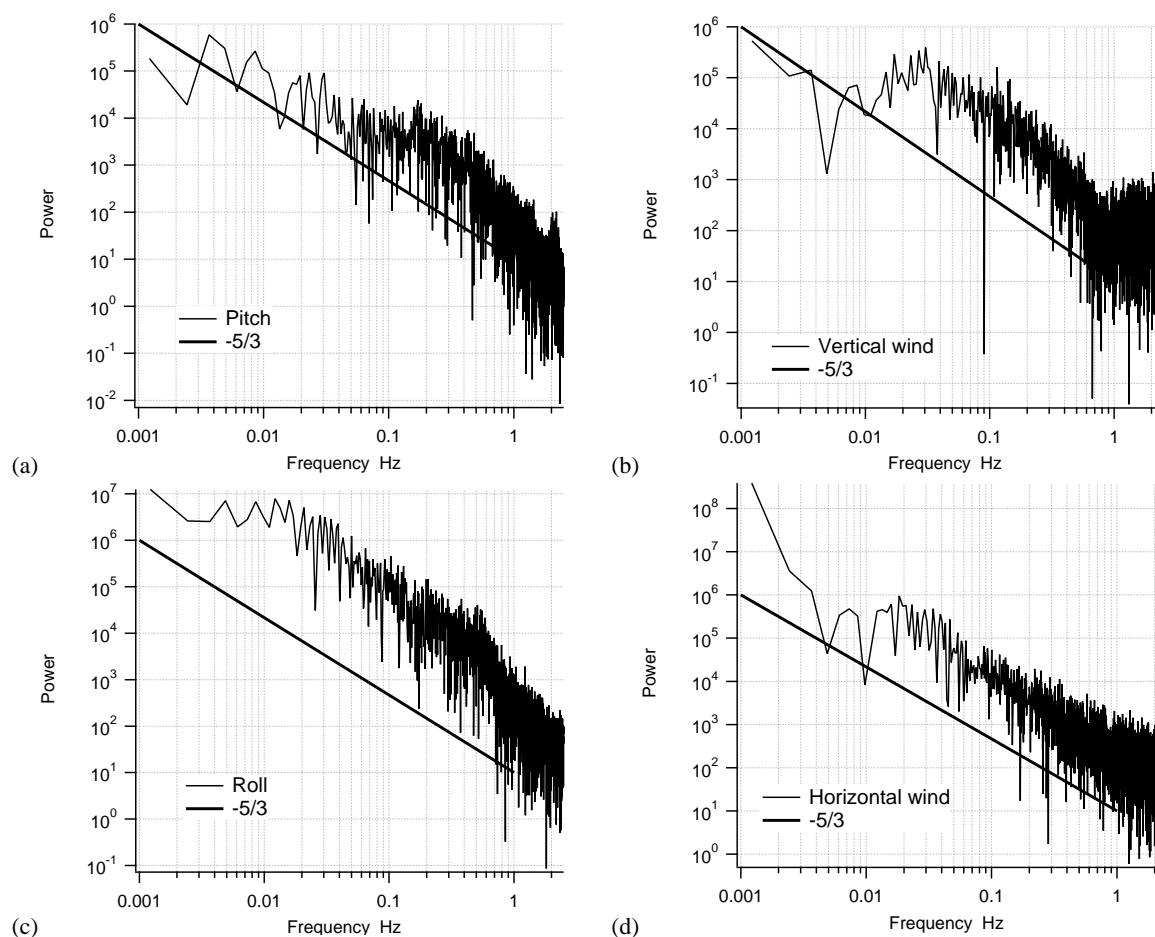 Power
10^6
10^5
10^4
10^3
10^2
10^1
10^0
10^-1
10^-2
Pitch
-5/3
0.001 0.01 0.1 1
Frequency Hz
(a)
Power
10^6
10^5
10^4
10^3
10^2
10^1
10^0
10^-1
Vertical wind
-5/3
0.001 0.01 0.1 1
Frequency Hz
(b)
Power
10^7
10^6
10^5
10^4
10^3
10^2
10^1
10^0
10^-1
Roll
-5/3
0.001 0.01 0.1 1
Frequency Hz
(c)
Power
10^8
10^7
10^6
10^5
10^4
10^3
10^2
10^1
10^0
Horizontal wind
-5/3
0.001 0.01 0.1 1
Frequency Hz
(d)